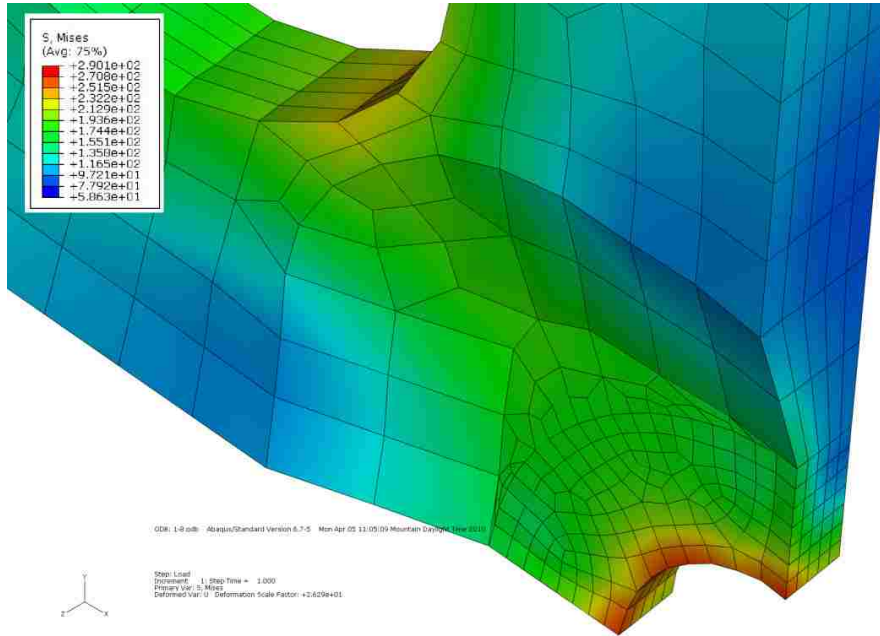 S, Mises
(Avg: 75%)
+2.901e+02
+2.708e+02
+2.515e+02
+2.322e+02
+2.129e+02
+1.936e+02
+1.744e+02
+1.551e+02
+1.358e+02
+1.165e+02
+9.721e+01
+7.792e+01
+5.863e+01
ODB: 1-8.odb Abaqus/Standard Version 6.7-5 Mon Apr 05 11:05:09 Mountain Daylight Time 2010
Step: Load
Increment 1: Step Time = 1.000
Primary Var: S, Mises
Deformed Var: U Deformation Scale Factor: +2.629e+01
Y
Z X